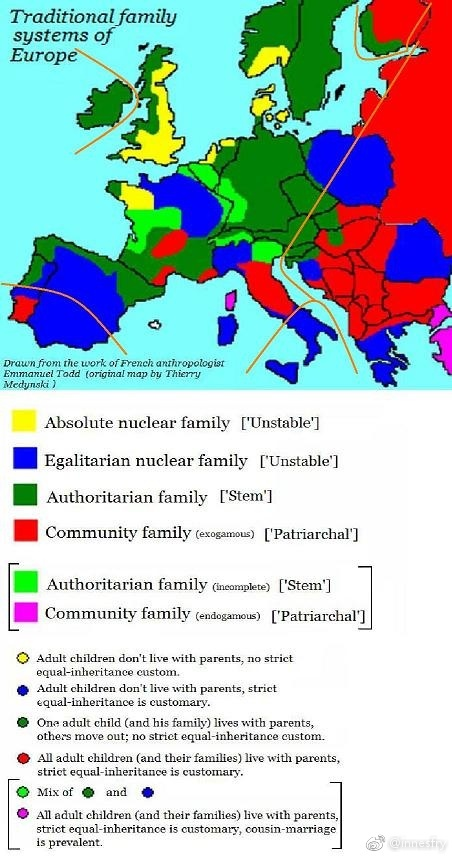 Traditional family
systems of
Europe
Drawn from the work of French anthropologist
Emmanuel Todd (original map by Thierry
Medynski )
Absolute nuclear family ['Unstable']
Egalitarian nuclear family ['Unstable']
Authoritarian family ['Stem']
Community family (exogamous) ['Patriarchal']
Authoritarian family (incomplete) ['Stem']
Community family (endogamous) ['Patriarchal']
Adult children don't live with parents, no strict
equal-inheritance custom.
Adult children don't live with parents, strict
equal-inheritance is customary.
One adult child (and his family) lives with parents,
others move out; no strict equal-inheritance custom.
All adult children (and their families) live with parents,
strict equal-inheritance is customary.
Mix of and
All adult children (and their families) live with parents,
strict equal-inheritance is customary, cousin-marriage
is prevalent.
@innesfry